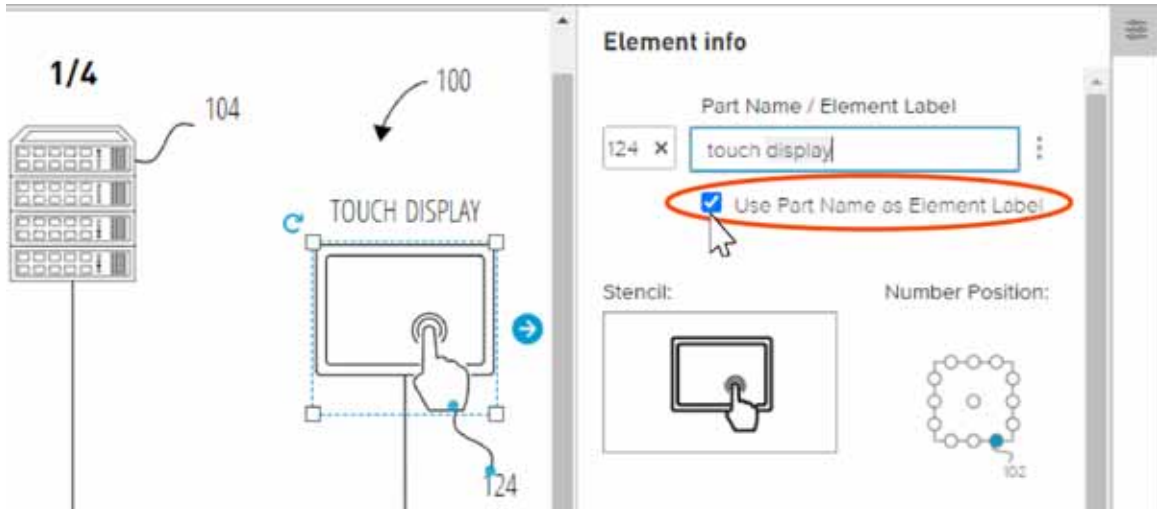 1/4
104
100
TOUCH DISPLAY
124
Element info
Part Name / Element Label
124 ×
touch display
Use Part Name as Element Label
Stencil:
Number Position:
102